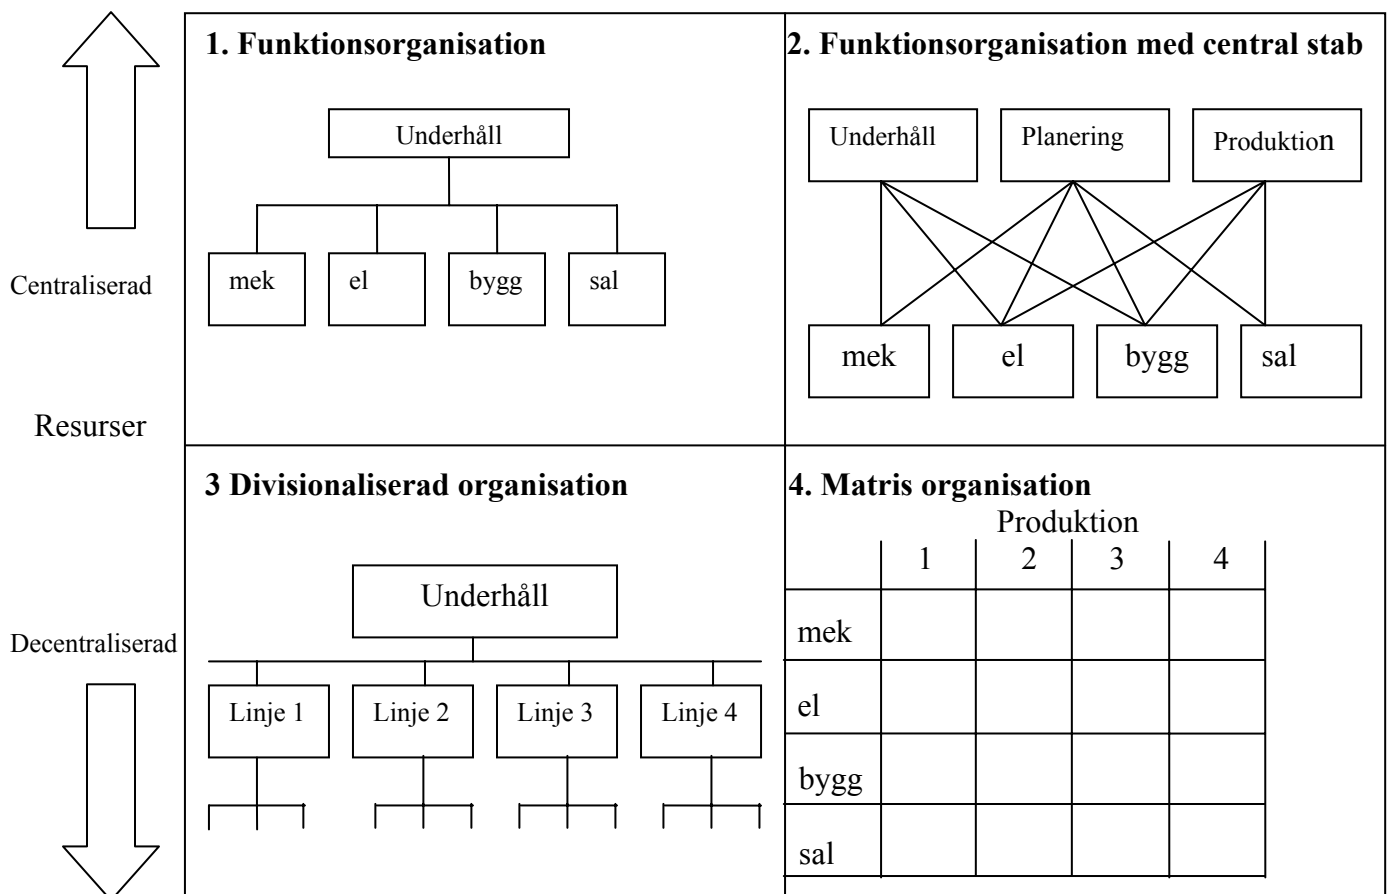 1. Funktionsorganisation
Underhåll
mek el bygg sal
2. Funktionsorganisation med central stab
Underhåll Planering Produktion
mek el bygg sal
Centraliserad
Resurser
Decentraliserad
3 Divisionaliserad organisation
Underhåll
Linje 1 Linje 2 Linje 3 Linje 4
4. Matris organisation
Produktion
1 2 3 4
mek
el
bygg
sal